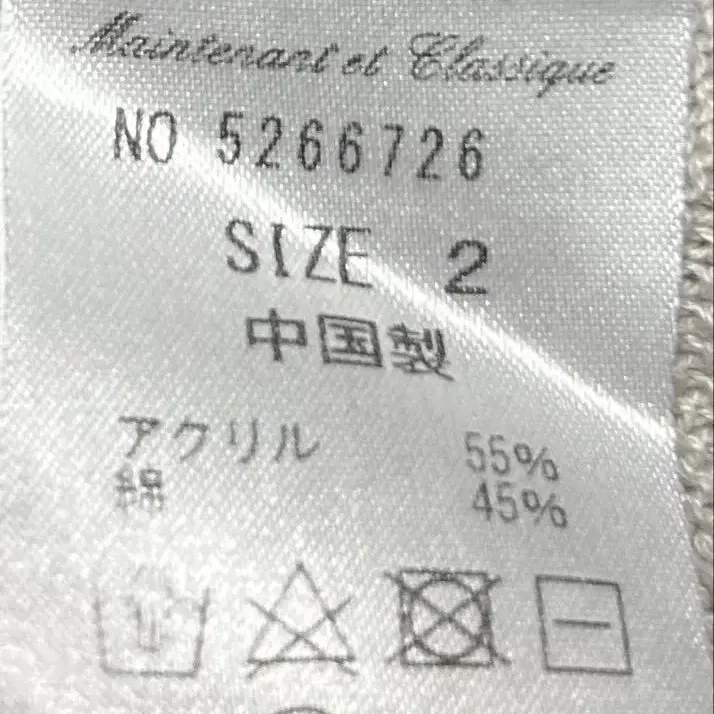 Maintenant et Classique
NO 5266726
SIZE 2
中国製
アクリル 55%
綿 45%